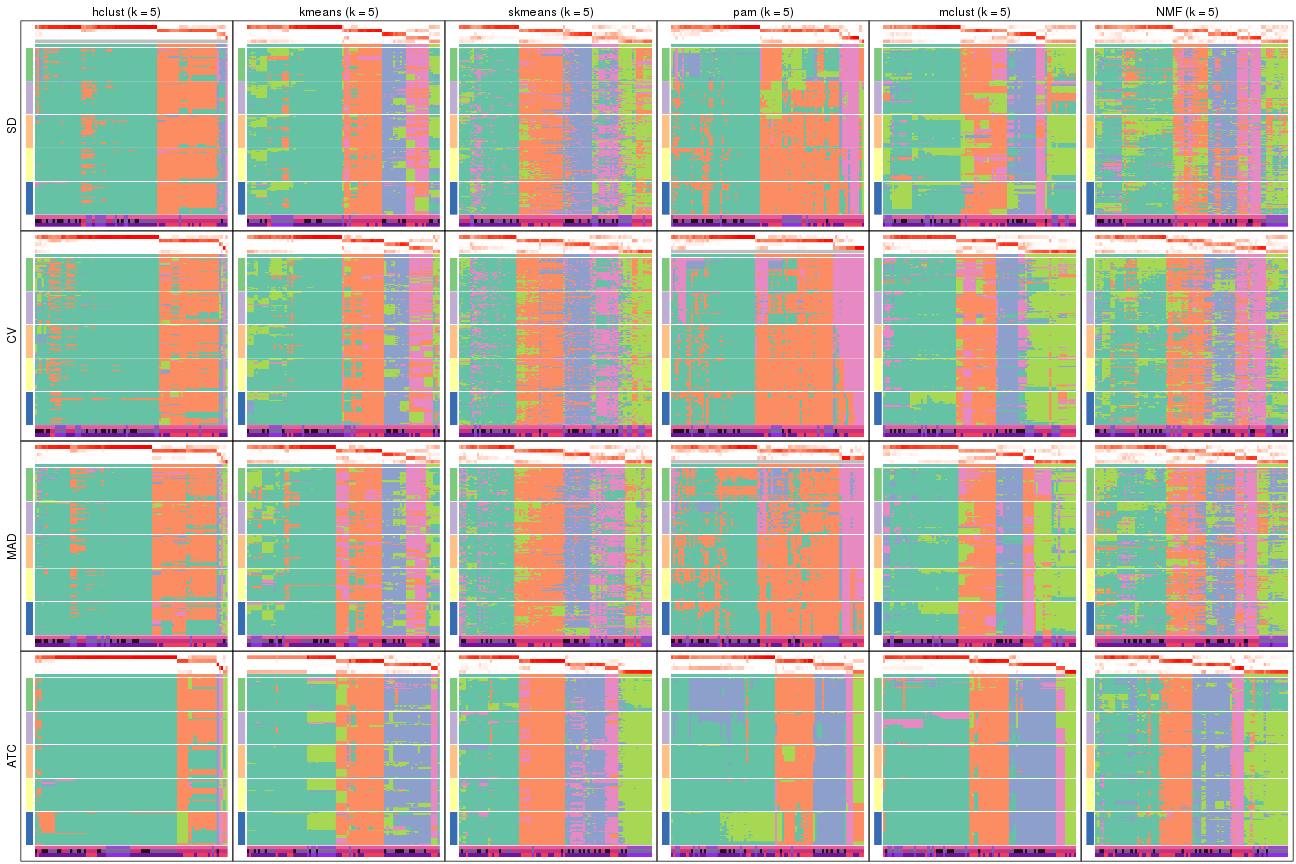 hclust (k = 5)
kmeans (k = 5)
skmeans (k = 5)
pam (k = 5)
mclust (k = 5)
NMF (k = 5)
SD
CV
MAD
ATC